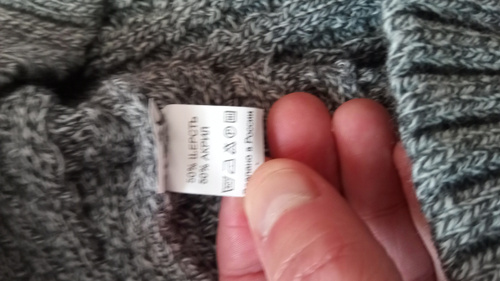 50% ШЕРСТЬ
50% АКРИЛ
Сделано в России